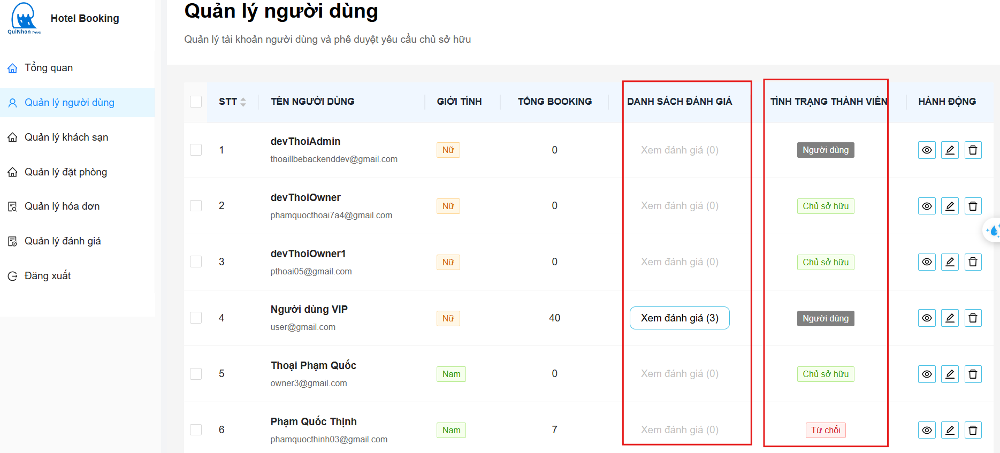 QuiNhon Travel
Hotel Booking
Tổng quan
Quản lý người dùng
Quản lý khách sạn
Quản lý đặt phòng
Quản lý hóa đơn
Quản lý đánh giá
Đăng xuất
Quản lý người dùng
Quản lý tài khoản người dùng và phê duyệt yêu cầu chủ sở hữu
STT TÊN NGƯỜI DÙNG GIỚI TÍNH TỔNG BOOKING DANH SÁCH ĐÁNH GIÁ TÌNH TRẠNG THÀNH VIÊN HÀNH ĐỘNG
1 devThoiAdmin Nữ 0 Xem đánh giá (0) Người dùng
thoaillbebackenddev@gmail.com
2 devThoiOwner Nữ 0 Xem đánh giá (0) Chủ sở hữu
phamquocthoai7a4@gmail.com
3 devThoiOwner1 Nữ 0 Xem đánh giá (0) Chủ sở hữu
pthoai05@gmail.com
4 Người dùng VIP Nữ 40 Xem đánh giá (3) Người dùng
user@gmail.com
5 Thoại Phạm Quốc Nam 0 Xem đánh giá (0) Chủ sở hữu
owner3@gmail.com
6 Phạm Quốc Thịnh Nam 7 Xem đánh giá (0) Từ chối
phamquocthinh03@gmail.com